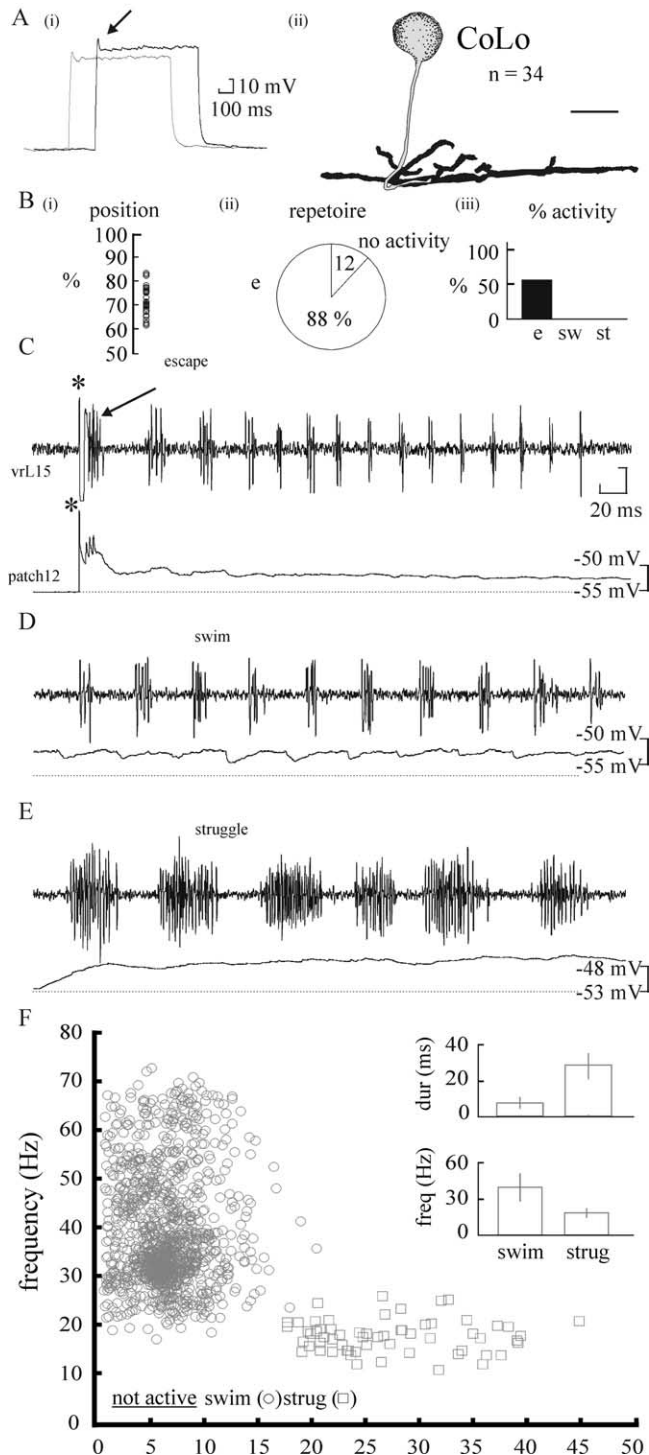 A (i) (ii)
CoLo
n = 34
10 mV
100 ms
B (i) position (ii) repetoire (iii) % activity
100
90
80
70
60
50
%
e
no activity
12
88 %
100
50
0
%
e sw st
C
escape
*
vrL15
20 ms
*
patch12
-50 mV
-55 mV
D
swim
-50 mV
-55 mV
E
struggle
-48 mV
-53 mV
F
80
70
60
50
40
30
20
10
0
frequency (Hz)
40
20
0
dur (ms)
60
30
0
freq (Hz)
swim strug
not active swim (○)strug (□)
0 5 10 15 20 25 30 35 40 45 50